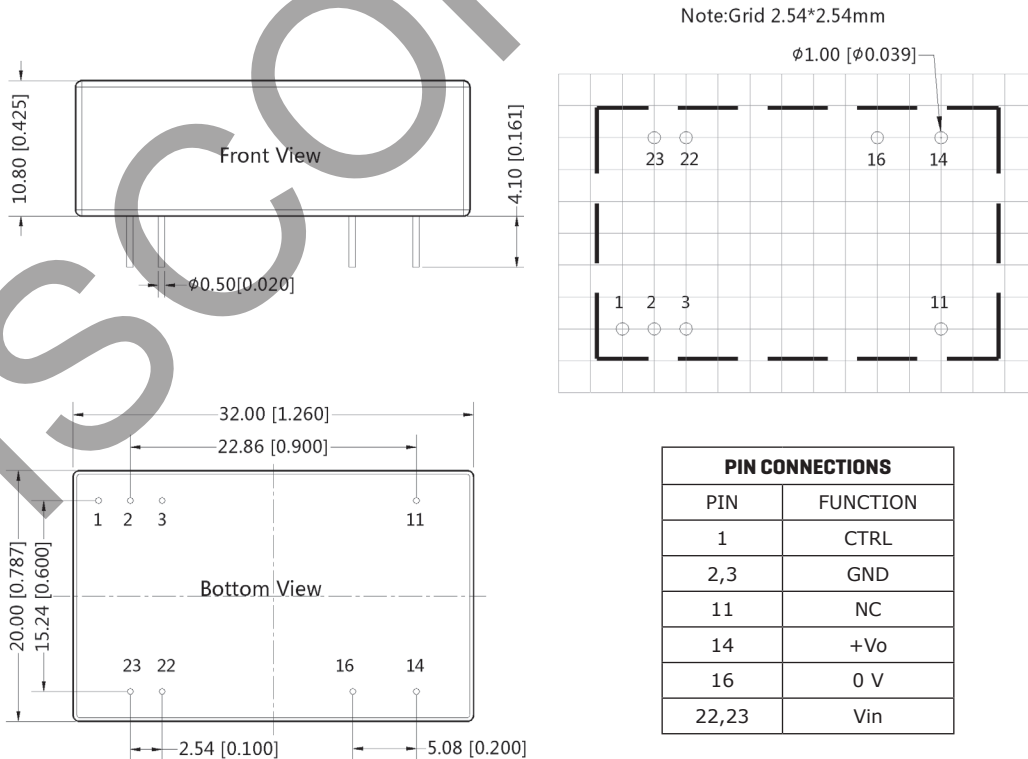 Note:Grid 2.54*2.54mm
ϕ1.00 [ϕ0.039]
10.80 [0.425]
Front View
4.10 [0.161]
ϕ0.50[0.020]
23 22 16 14
1 2 3 11
32.00 [1.260]
22.86 [0.900]
1 2 3 11
20.00 [0.787]
15.24 [0.600]
Bottom View
23 22 16 14
2.54 [0.100]
5.08 [0.200]
PIN CONNECTIONS
PIN FUNCTION
1 CTRL
2,3 GND
11 NC
14 +Vo
16 0 V
22,23 Vin